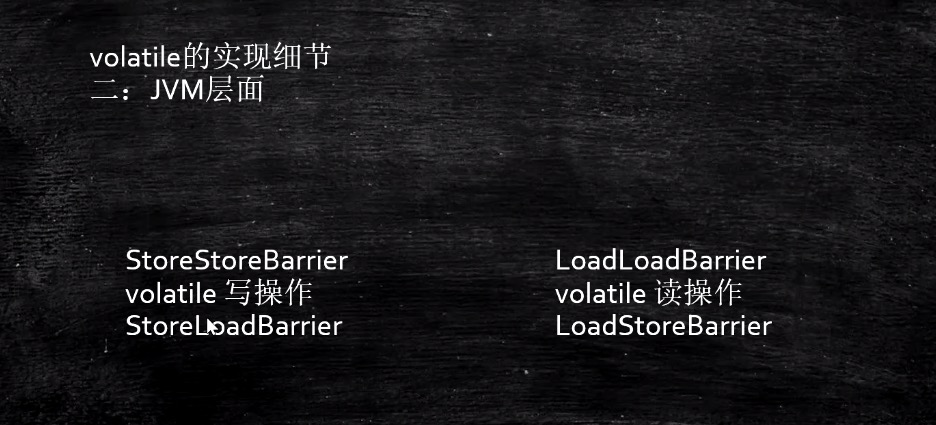 volatile的实现细节
二：JVM层面
StoreStoreBarrier
volatile 写操作
StoreLoadBarrier
LoadLoadBarrier
volatile 读操作
LoadStoreBarrier